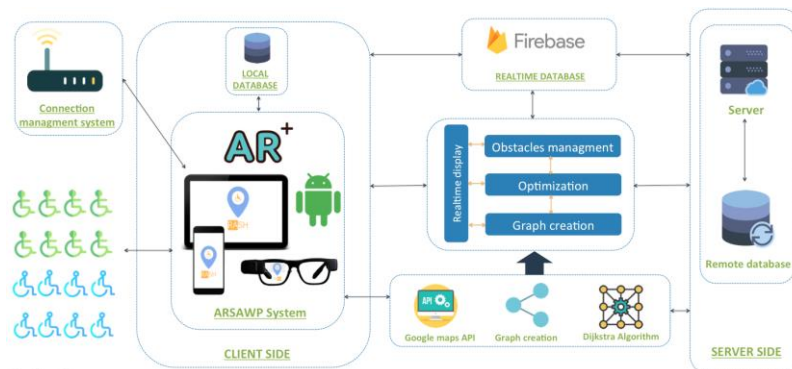 Connection
managment system
LOCAL
DATABASE
AR+
ARSAWP System
CLIENT SIDE
Firebase
REALTIME DATABASE
Realtime display
Obstacles managment
Optimization
Graph creation
API
Google maps API
Graph creation
Dijkstra Algorithm
Server
Remote database
SERVER SIDE